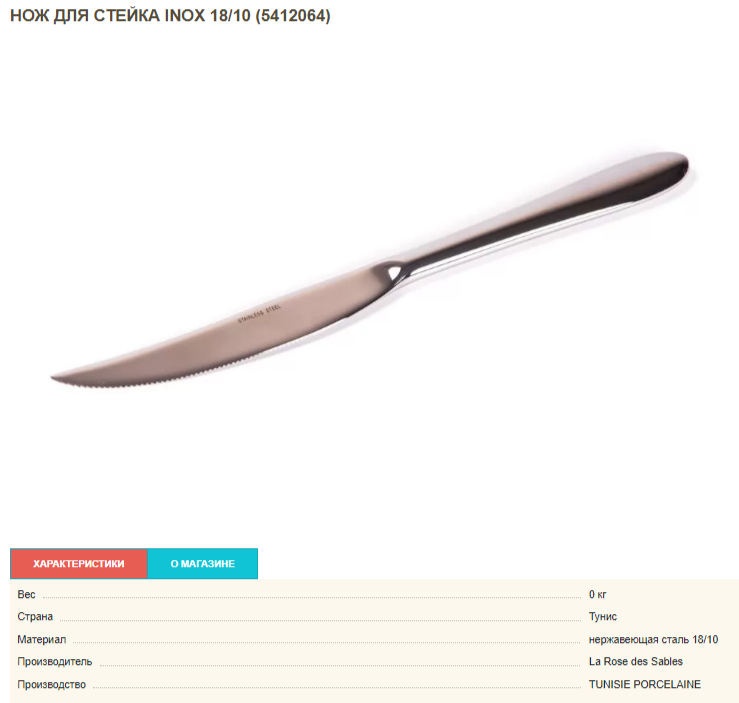 НОЖ ДЛЯ СТЕЙКА INOX 18/10 (5412064)
STAINLESS STEEL
ХАРАКТЕРИСТИКИ
О МАГАЗИНЕ
Вес 0 кг
Страна Тунис
Материал нержавеющая сталь 18/10
Производитель La Rose des Sables
Производство TUNISIE PORCELAINE